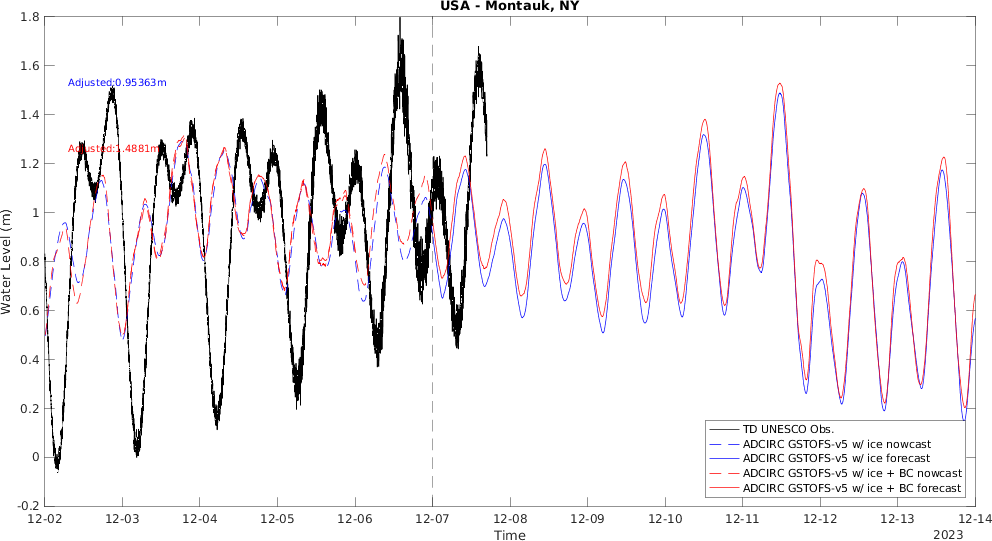 USA - Montauk, NY
1.8
1.6
1.4
1.2
1
0.8
0.6
0.4
0.2
0
-0.2
Water Level (m)
Adjusted:0.95363m
Adjusted:1.4881m
TD UNESCO Obs.
ADCIRC GSTOFS-v5 w/ ice nowcast
ADCIRC GSTOFS-v5 w/ ice forecast
ADCIRC GSTOFS-v5 w/ ice + BC nowcast
ADCIRC GSTOFS-v5 w/ ice + BC forecast
12-02 12-03 12-04 12-05 12-06 12-07 12-08 12-09 12-10 12-11 12-12 12-13 12-14
Time
2023